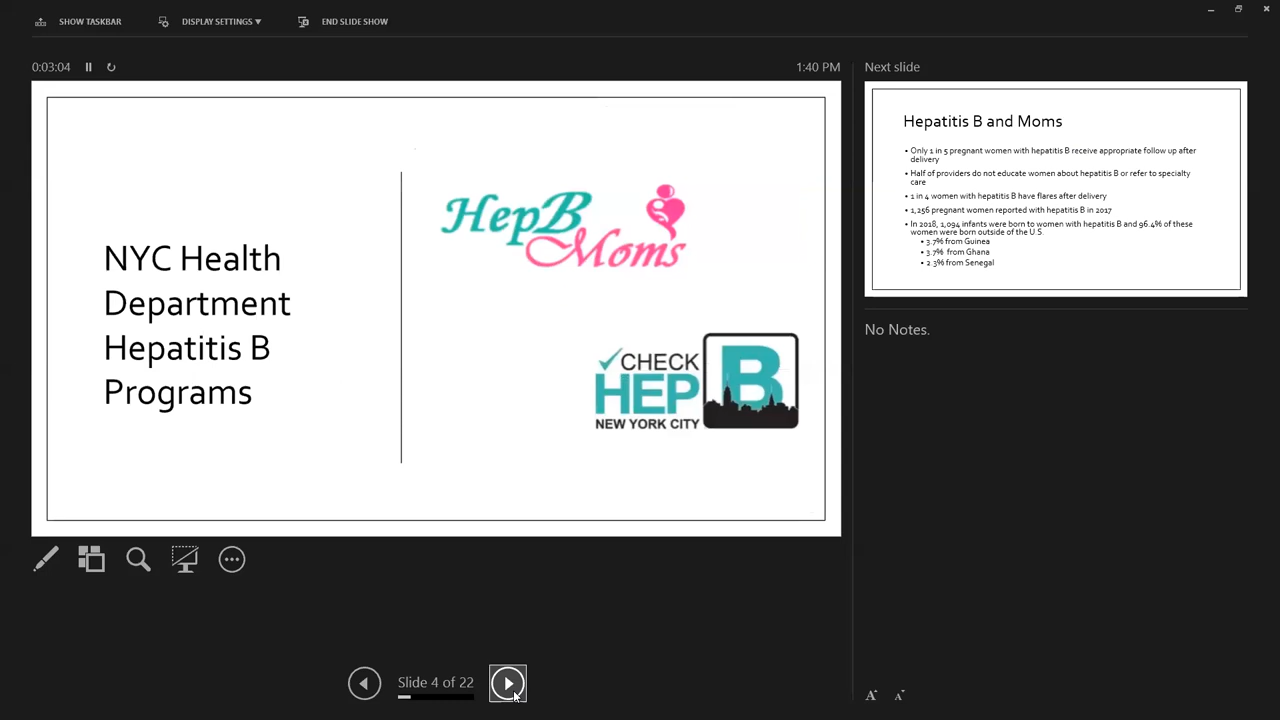 SHOW TASKBAR
DISPLAY SETTINGS ▼
END SLIDE SHOW
0:03:04
1:40 PM
NYC Health
Department
Hepatitis B
Programs
HepB
Moms
✓CHECK
HEP B
NEW YORK CITY
Next slide
Hepatitis B and Moms
• Only 1 in 5 pregnant women with hepatitis B receive appropriate follow up after
delivery
• Half of providers do not educate women about hepatitis B or refer to specialty
care
• 1 in 4 women with hepatitis B have flares after delivery
• 1,256 pregnant women reported with hepatitis B in 2017
• In 2018, 1,094 infants were born to women with hepatitis B and 96.4% of these
women were born outside of the U.S.
• 3.7% from Guinea
• 3.7% from Ghana
• 2.3% from Senegal
No Notes.
Slide 4 of 22
A A